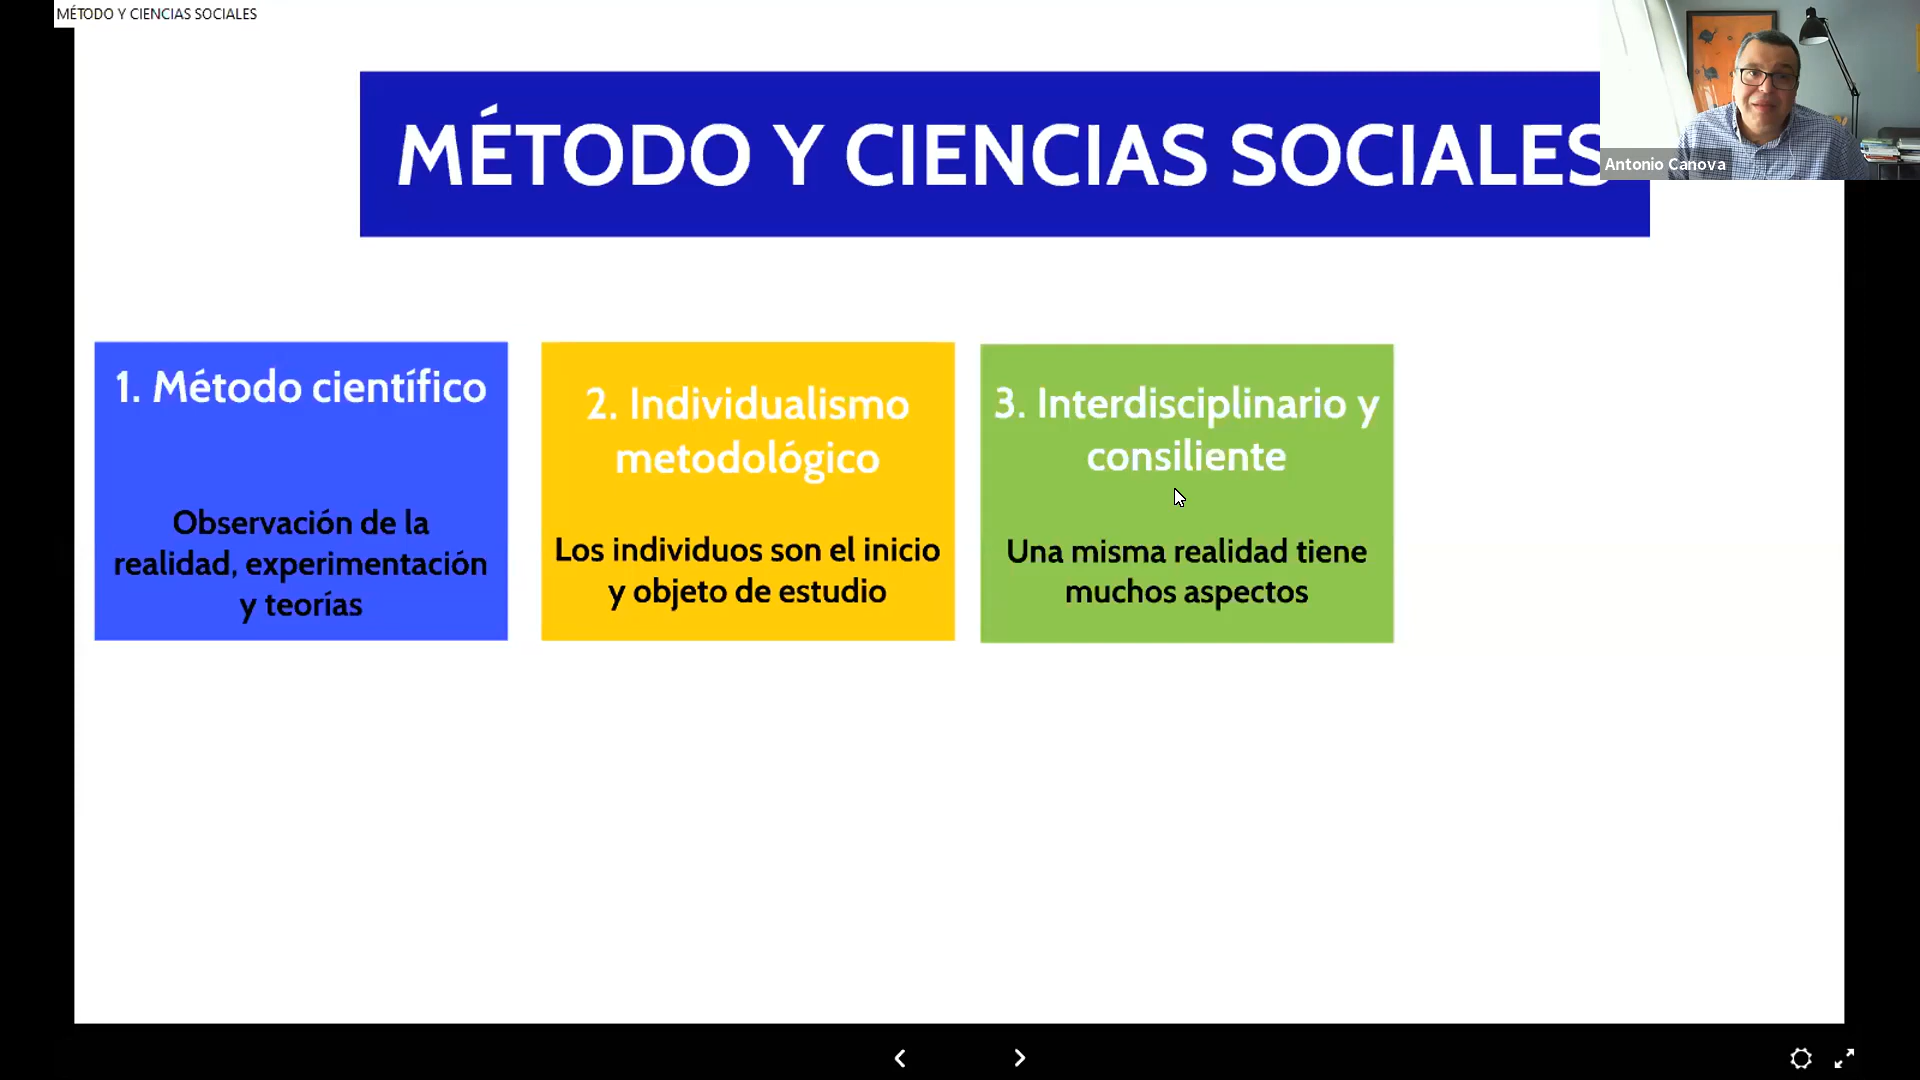 MÉTODO Y CIENCIAS SOCIALES
MÉTODO Y CIENCIAS SOCIALES
Antonio Canova
1. Método científico
Observación de la
realidad, experimentación
y teorías
2. Individualismo
metodológico
Los individuos son el inicio
y objeto de estudio
3. Interdisciplinario y
consiliente
Una misma realidad tiene
muchos aspectos